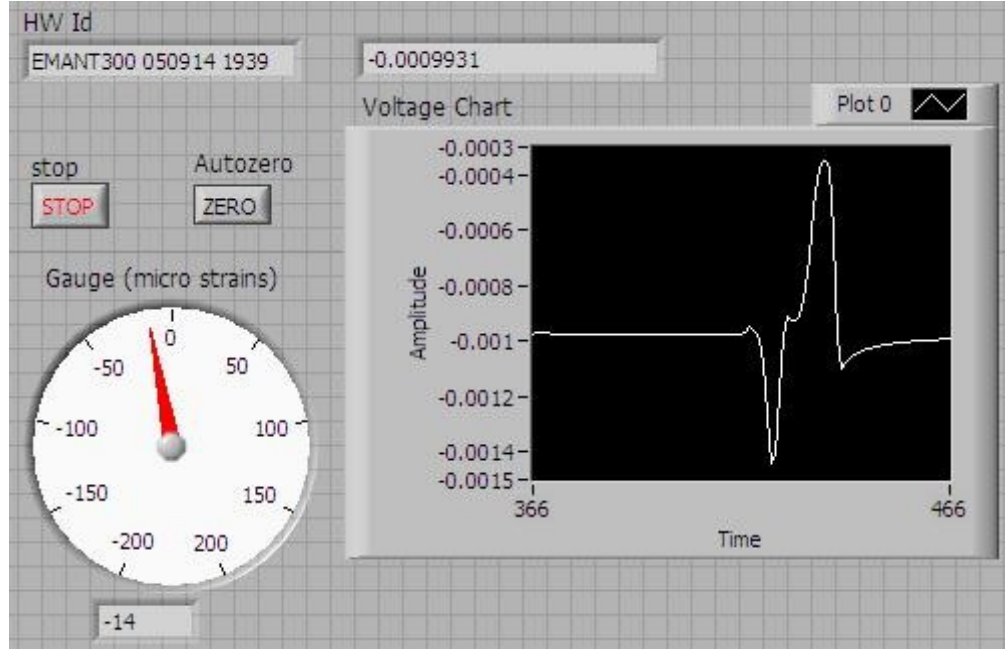 HW Id
EMANT300 050914 1939
-0.0009931
Voltage Chart
Plot 0
stop
STOP
Autozero
ZERO
Gauge (micro strains)
0
-50
50
-100
100
-150
150
-200
200
-14
Amplitude
-0.0003
-0.0004
-0.0006
-0.0008
-0.001
-0.0012
-0.0014
-0.0015
366
466
Time